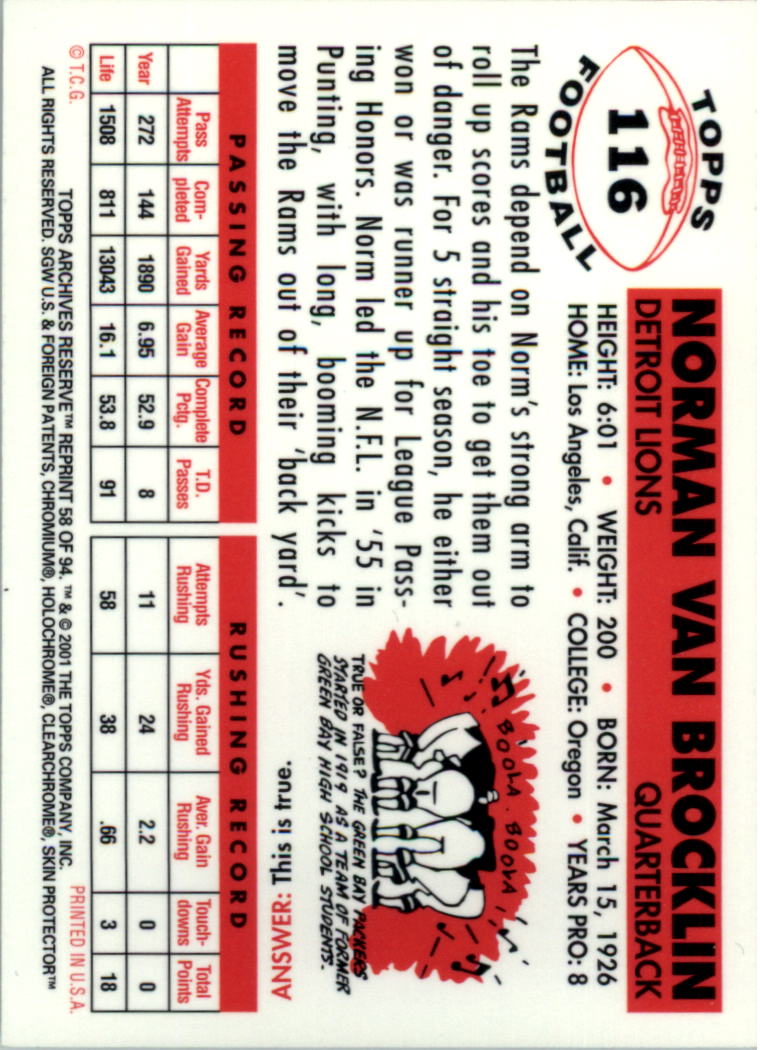 TOPPS
116
FOOTBALL
NORMAN VAN BROCKLIN
DETROIT LIONS QUARTERBACK
HEIGHT: 6:01 • WEIGHT: 200 • BORN: March 15, 1926
HOME: Los Angeles, Calif. • COLLEGE: Oregon • YEARS PRO: 8
The Rams depend on Norm's strong arm to
roll up scores and his toe to get them out
of danger. For 5 straight season, he either
won or was runner up for League Pass-
ing Honors. Norm led the N.F.L. in '55 in
Punting, with long, booming kicks to
move the Rams out of their 'back yard'.
BOOLA . BOOLA
TRUE OR FALSE? THE GREEN BAY PACKERS
STARTED IN 1919 AS A TEAM OF FORMER
GREEN BAY HIGH SCHOOL STUDENTS.
ANSWER: This is true.
PASSING RECORD
Pass Attempts Com-pleted Yards Gained Average Gain Complete Pctg. T.D. Passes
Year 272 144 1890 6.95 52.9 8
Life 1508 811 13043 16.1 53.8 91
RUSHING RECORD
Attempts Rushing Yds. Gained Rushing Aver. Gain Rushing Touch-downs Total Points
11 24 2.2 0 0
58 38 .66 3 18
© T.C.G. PRINTED IN U.S.A.
TOPPS ARCHIVES RESERVE™ REPRINT 58 OF 94. ™ & © 2001 THE TOPPS COMPANY, INC.
ALL RIGHTS RESERVED. SGW U.S. & FOREIGN PATENTS, CHROMIUM®, HOLOCHROME®, CLEARCHROME®, SKIN PROTECTOR™